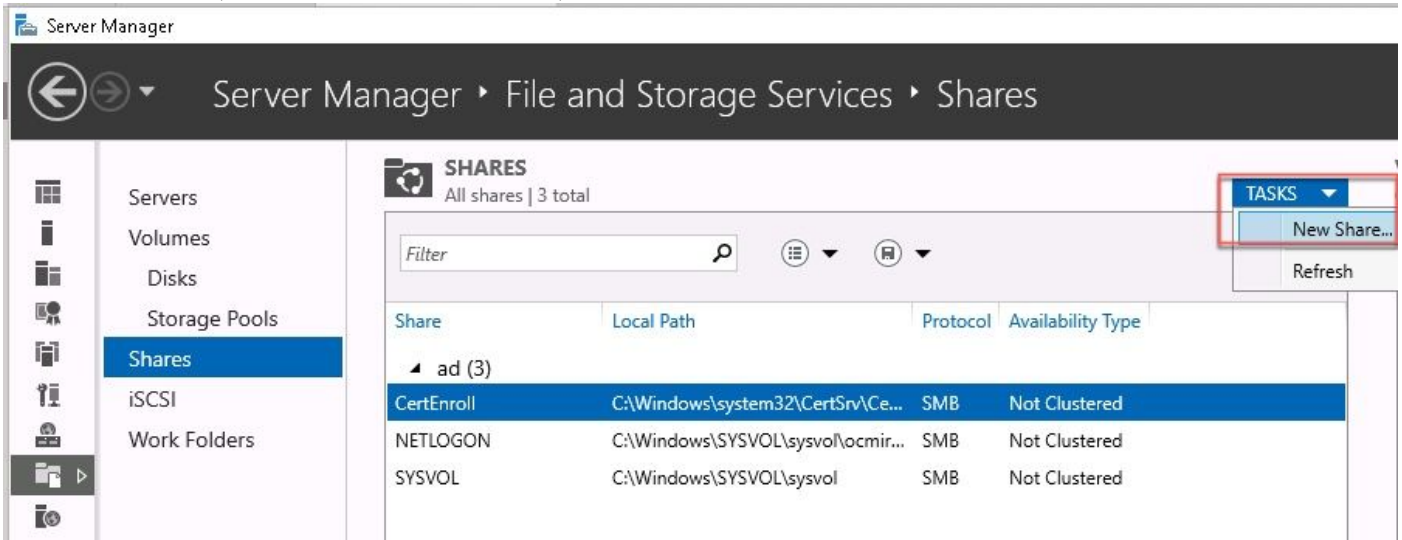 Server Manager
Server Manager ‣ File and Storage Services ‣ Shares
Servers
Volumes
Disks
Storage Pools
Shares
iSCSI
Work Folders
SHARES
All shares | 3 total
TASKS
New Share...
Refresh
Filter
Share Local Path Protocol Availability Type
ad (3)
CertEnroll C:\Windows\system32\CertSrv\Ce... SMB Not Clustered
NETLOGON C:\Windows\SYSVOL\sysvol\ocmir... SMB Not Clustered
SYSVOL C:\Windows\SYSVOL\sysvol SMB Not Clustered